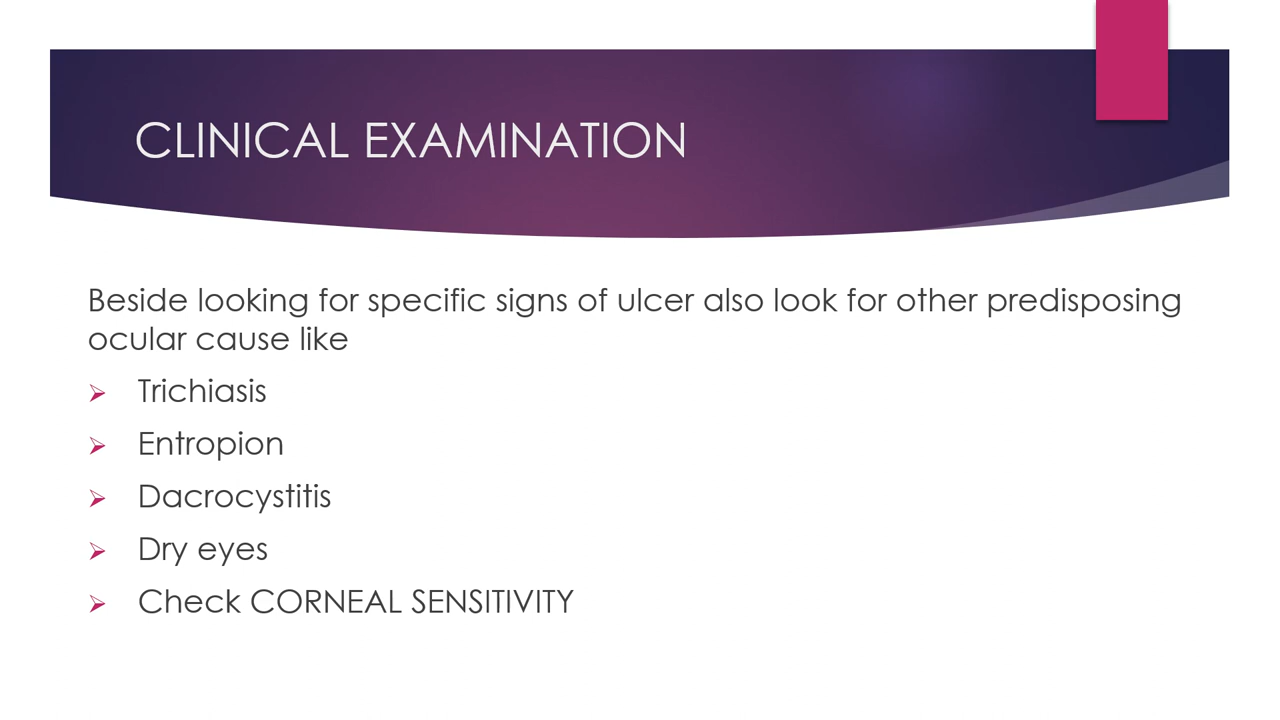 CLINICAL EXAMINATION
Beside looking for specific signs of ulcer also look for other predisposing
ocular cause like
➢ Trichiasis
➢ Entropion
➢ Dacrocystitis
➢ Dry eyes
➢ Check CORNEAL SENSITIVITY